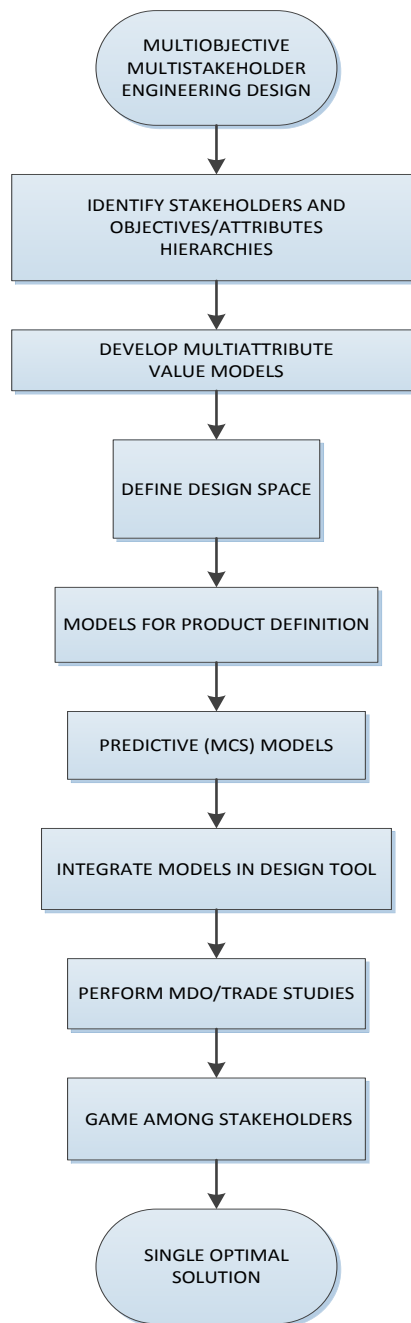 MULTIOBJECTIVE
MULTISTAKEHOLDER
ENGINEERING DESIGN
IDENTIFY STAKEHOLDERS AND
OBJECTIVES/ATTRIBUTES
HIERARCHIES
DEVELOP MULTIATTRIBUTE
VALUE MODELS
DEFINE DESIGN SPACE
MODELS FOR PRODUCT DEFINITION
PREDICTIVE (MCS) MODELS
INTEGRATE MODELS IN DESIGN TOOL
PERFORM MDO/TRADE STUDIES
GAME AMONG STAKEHOLDERS
SINGLE OPTIMAL
SOLUTION